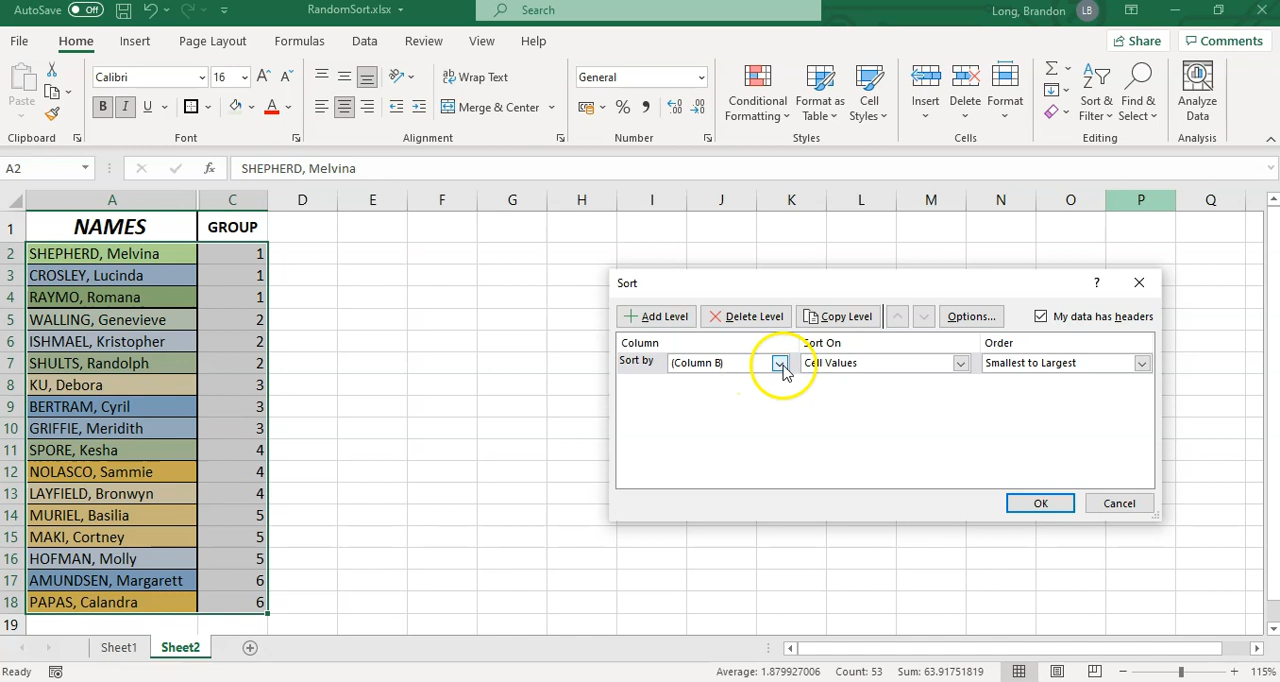 AutoSave Off RandomSort.xlsx Search Long, Brandon LB
File Home Insert Page Layout Formulas Data Review View Help Share Comments
Paste Calibri 16 A A Wrap Text General Conditional Formatting Format as Table Cell Styles Insert Delete Format Sort & Filter Find & Select Analyze Data
B I U A Merge & Center % 9
Clipboard Font Alignment Number Styles Cells Editing Analysis
A2 fx SHEPHERD, Melvina
A C D E F G H I J K L M N O P Q
1 NAMES GROUP
2 SHEPHERD, Melvina 1
3 CROSLEY, Lucinda 1
4 RAYMO, Romana 1
5 WALLING, Genevieve 2
6 ISHMAEL, Kristopher 2
7 SHULTS, Randolph 2
8 KU, Debora 3
9 BERTRAM, Cyril 3
10 GRIFFIE, Meridith 3
11 SPORE, Kesha 4
12 NOLASCO, Sammie 4
13 LAYFIELD, Bronwyn 4
14 MURIEL, Basilia 5
15 MAKI, Cortney 5
16 HOFMAN, Molly 5
17 AMUNDSEN, Margarett 6
18 PAPAS, Calandra 6
19
Sort ?
Add Level Delete Level Copy Level Options... My data has headers
Column Sort On Order
Sort by (Column B) Cell Values Smallest to Largest
OK Cancel
Sheet1 Sheet2
Ready Average: 1.879927006 Count: 53 Sum: 63.91751819 115%